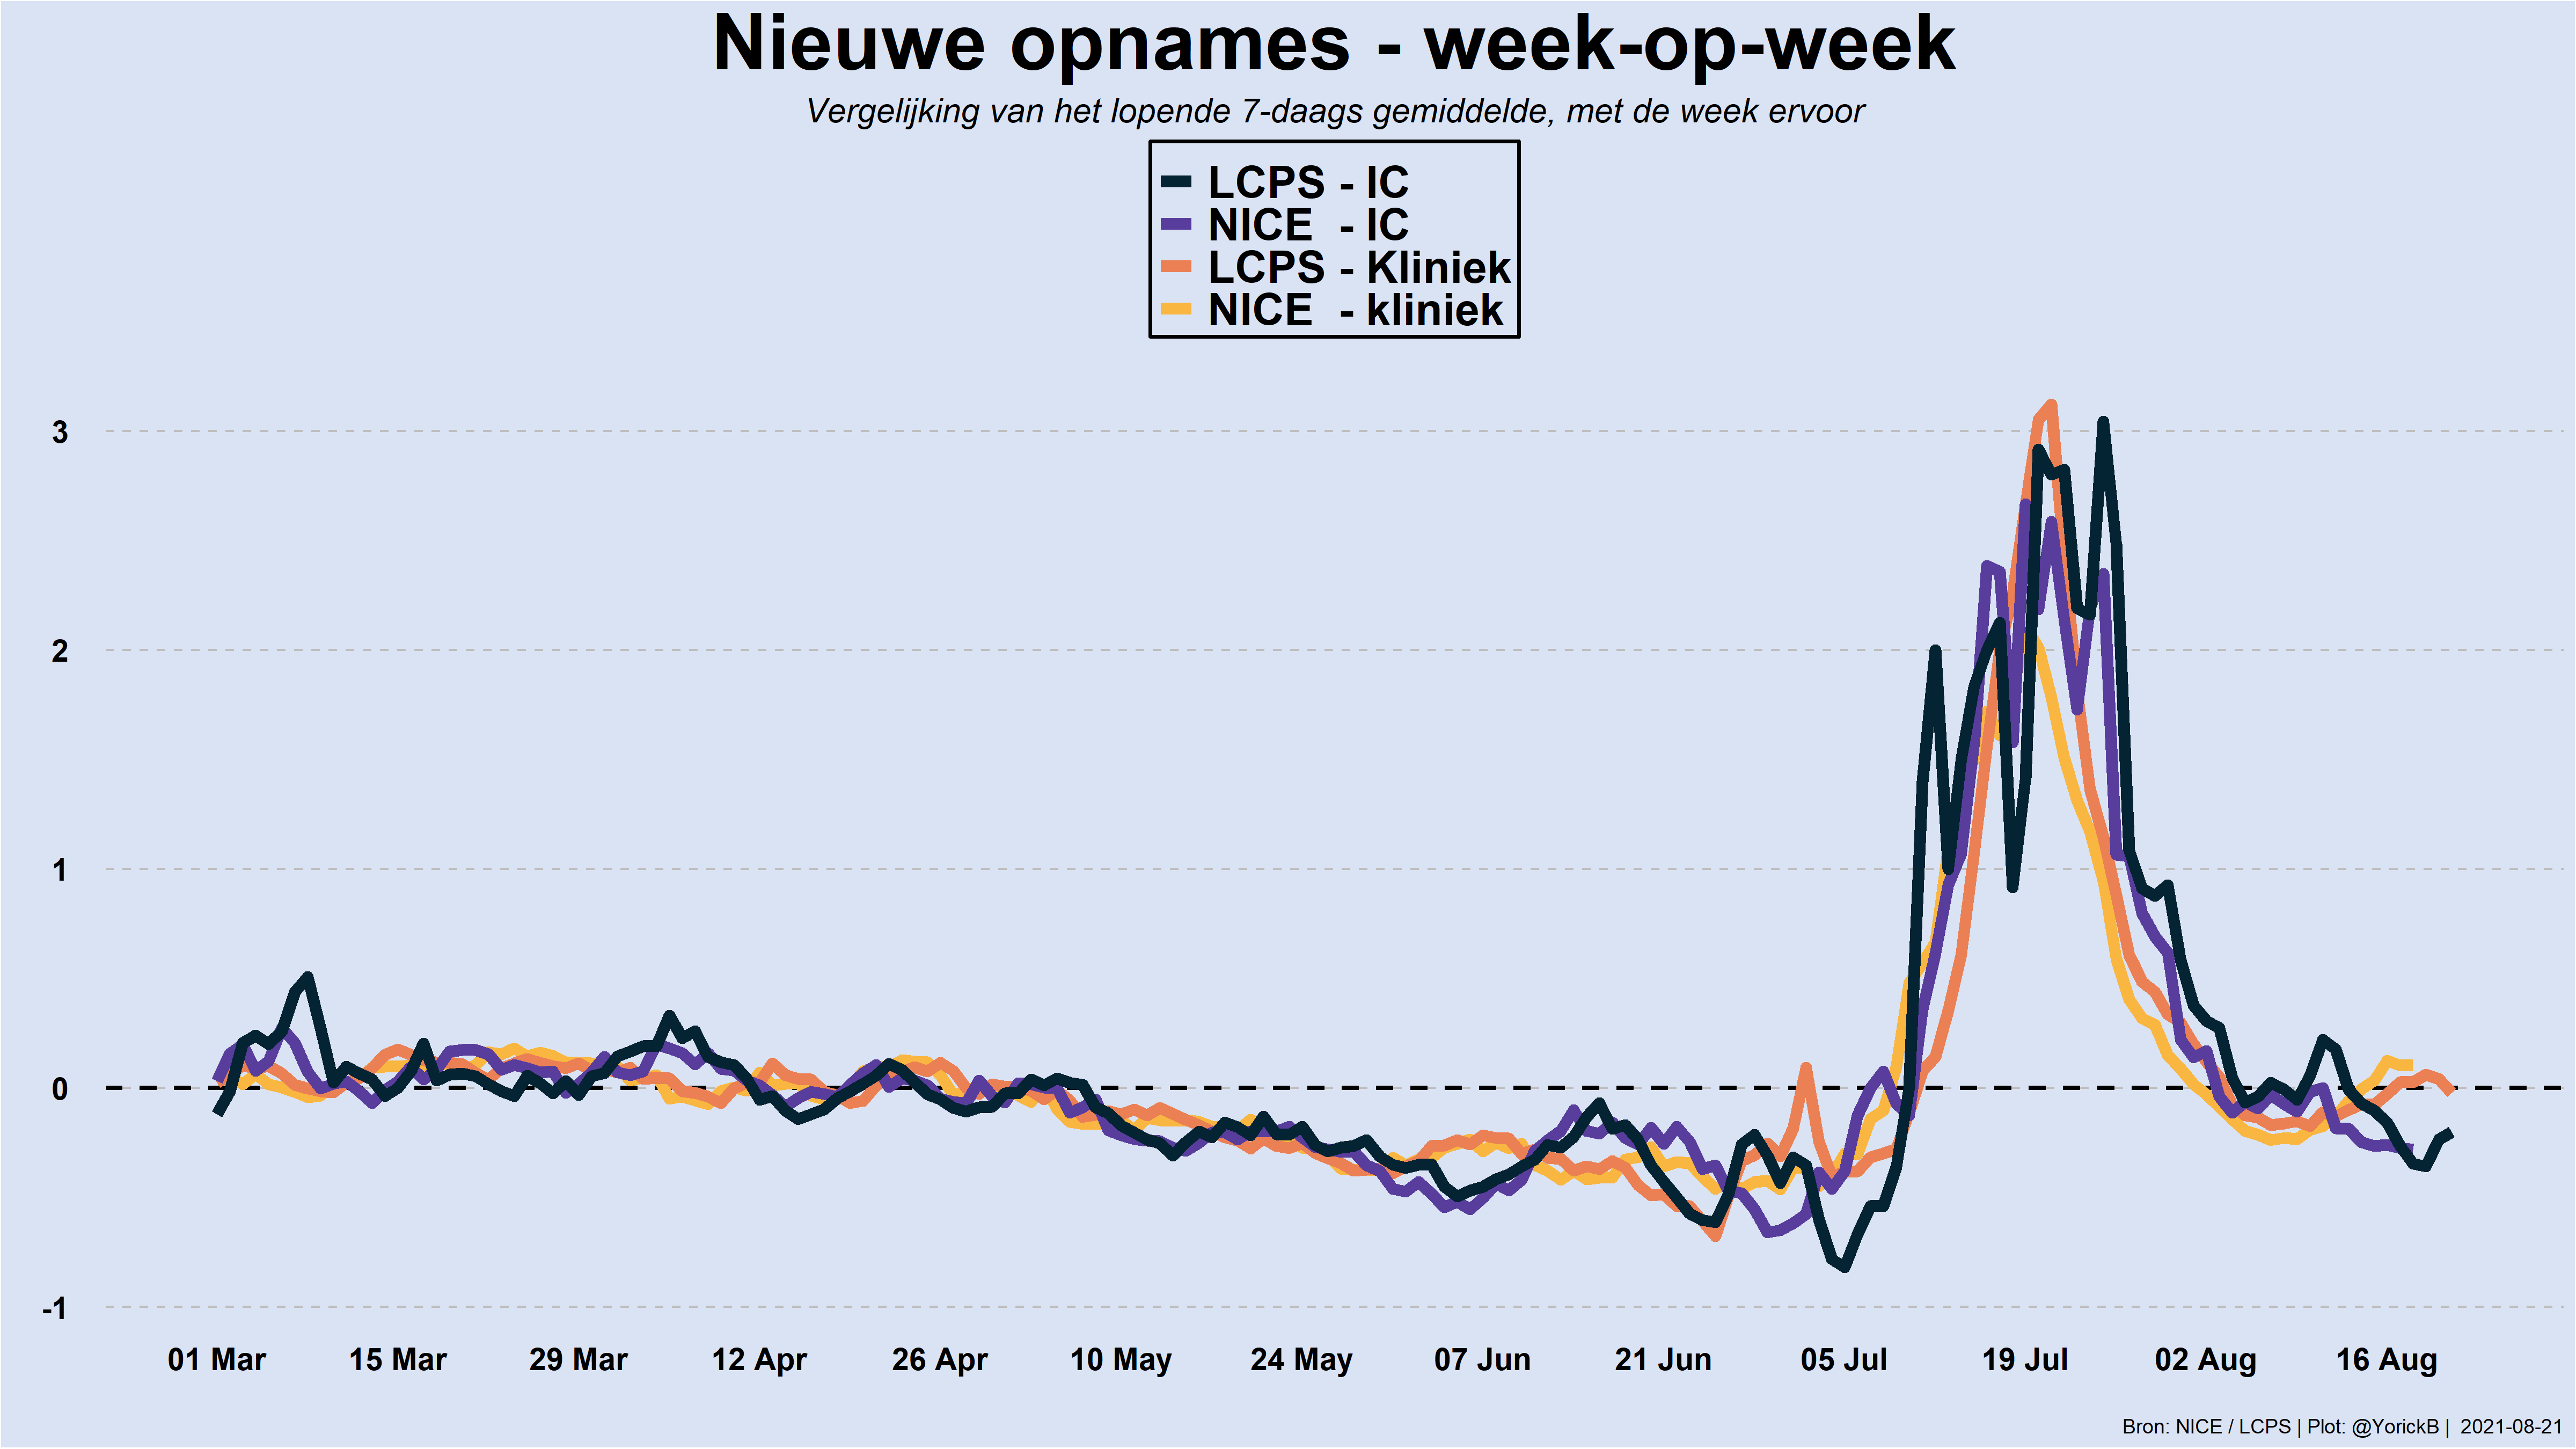 Nieuwe opnames - week-op-week
Vergelijking van het lopende 7-daags gemiddelde, met de week ervoor
LCPS - IC
NICE - IC
LCPS - Kliniek
NICE - kliniek
3
2
1
0
-1
01 Mar 15 Mar 29 Mar 12 Apr 26 Apr 10 May 24 May 07 Jun 21 Jun 05 Jul 19 Jul 02 Aug 16 Aug
Bron: NICE / LCPS | Plot: @YorickB | 2021-08-21